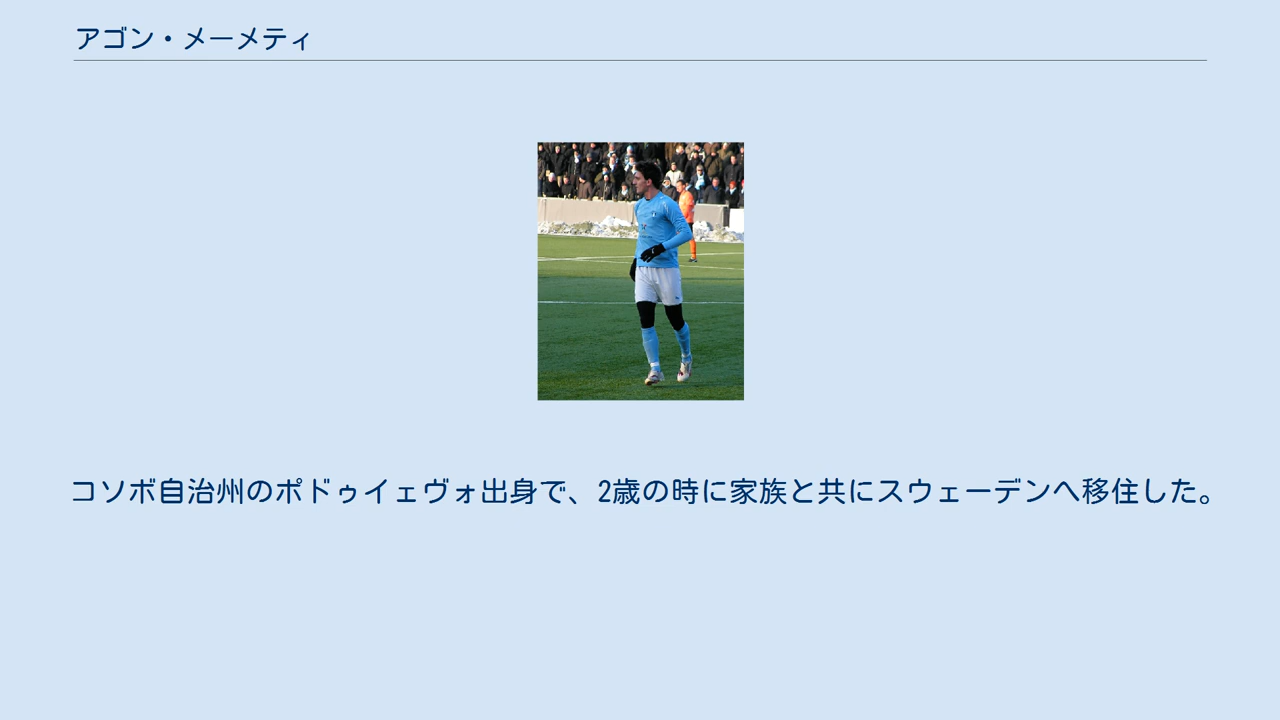 アゴン・メーメティ
コソボ自治州のポドゥイェヴォ出身で、2歳の時に家族と共にスウェーデンへ移住した。